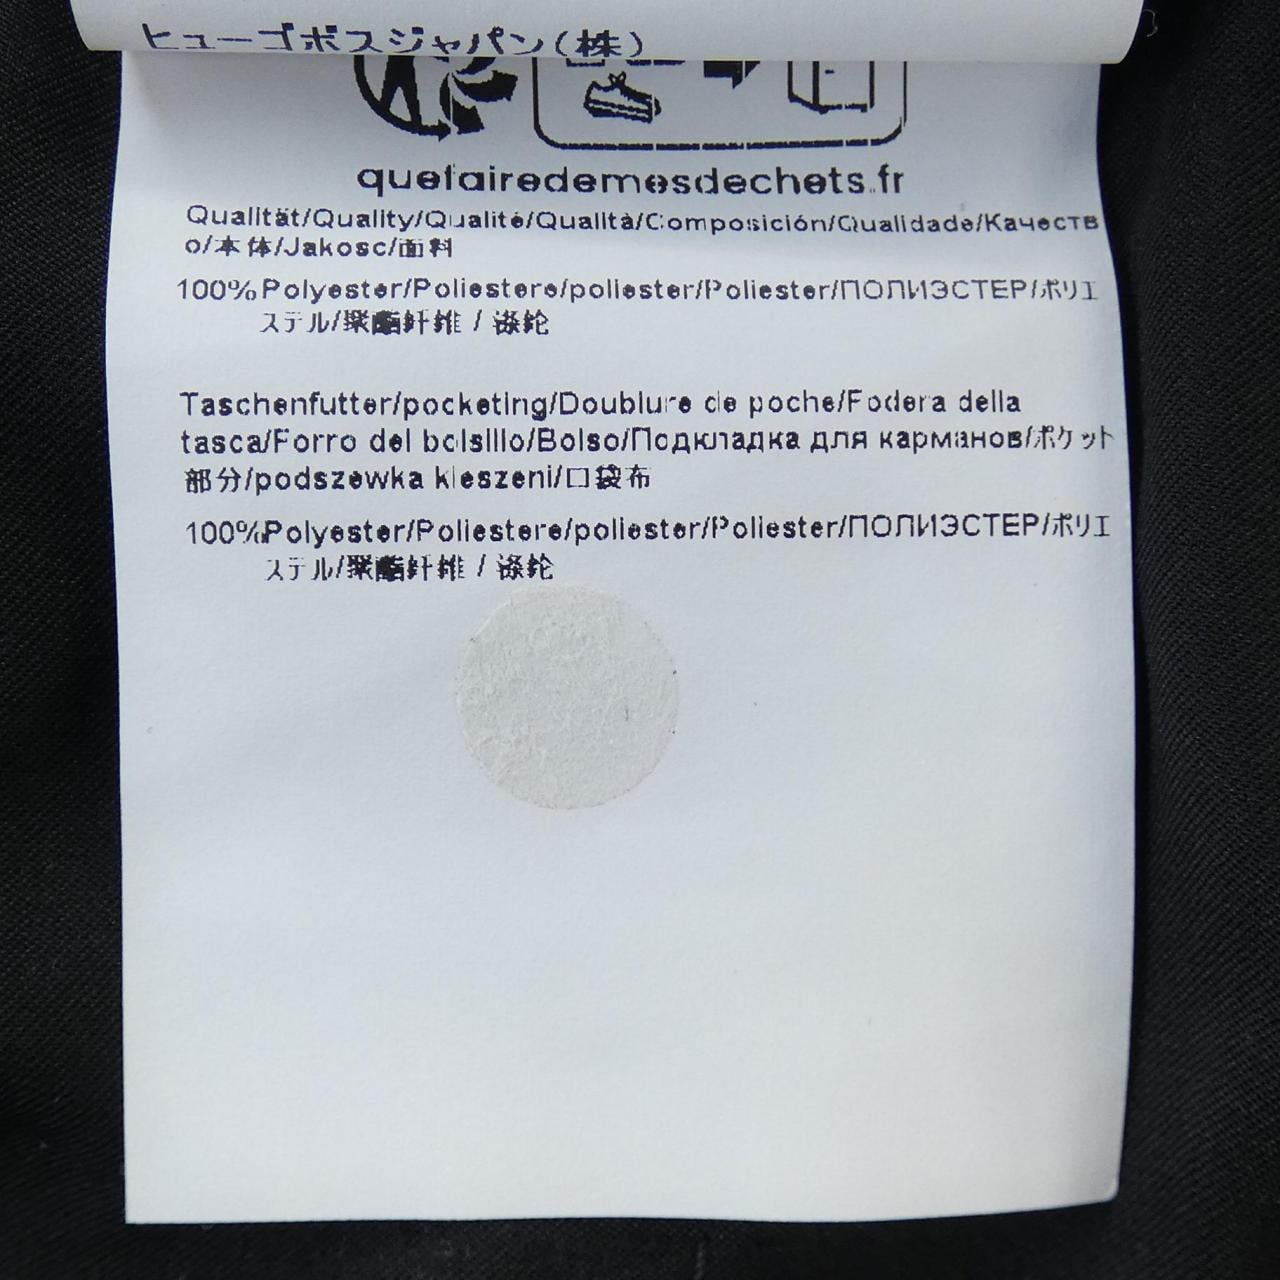 ヒューゴボスジャパン(株)
quefairedemesdechets.fr
Qualität/Quality/Qualité/Qualità/Composición/Qualidade/Качеств
о/本体/Jakosc/面料
100%Polyester/Poliestere/poliester/Poliester/ПОЛИЭСТЕР/ポリエ
ステル/聚酯纤维 / 涤纶
Taschenfutter/pocketing/Doublure de poche/Fodera della
tasca/Forro del bolsillo/Bolso/Подкладка для карманов/ポケット
部分/podszewka kieszeni/口袋布
100%Polyester/Poliestere/poliester/Poliester/ПОЛИЭСТЕР/ポリエ
ステル/聚酯纤维 / 涤纶